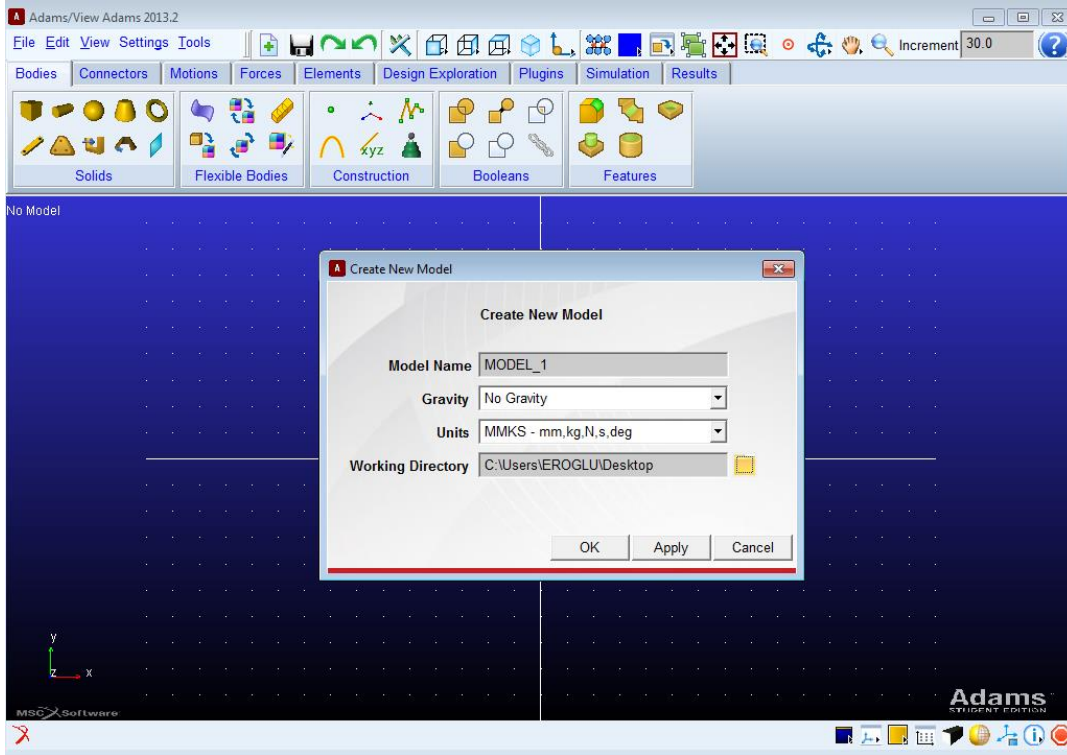 Adams/View Adams 2013.2
File Edit View Settings Tools
Increment 30.0
Bodies Connectors Motions Forces Elements Design Exploration Plugins Simulation Results
xyz
Solids Flexible Bodies Construction Booleans Features
No Model
Create New Model
Create New Model
Model Name MODEL_1
Gravity No Gravity
Units MMKS - mm,kg,N,s,deg
Working Directory C:\Users\EROGLU\Desktop
OK Apply Cancel
y
z x
MSC Software
Adams
STUDENT EDITION